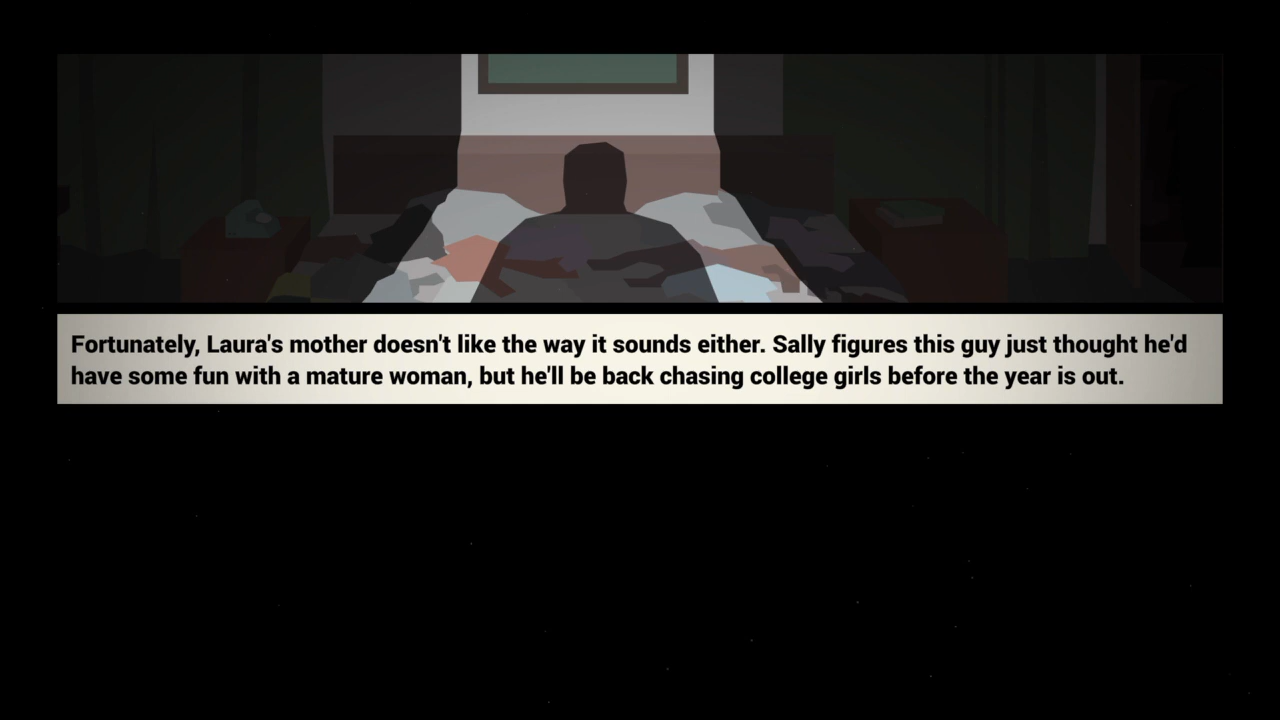 Fortunately, Laura's mother doesn't like the way it sounds either. Sally figures this guy just thought he'd
have some fun with a mature woman, but he'll be back chasing college girls before the year is out.